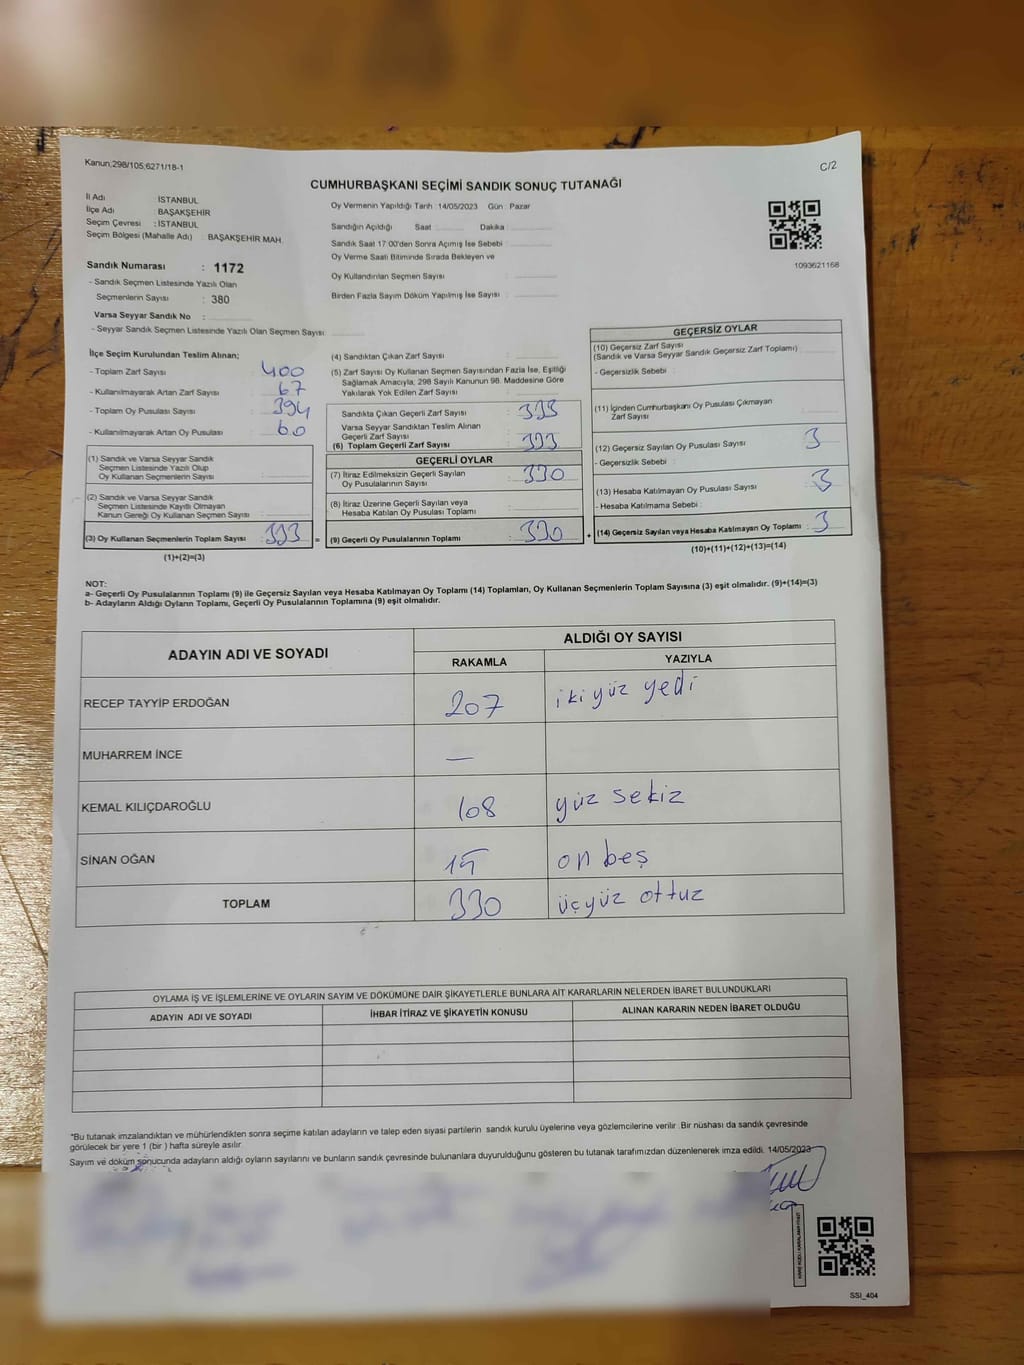 Kanun;298/105;6271/18-1
C/2
CUMHURBAŞKANI SEÇİMİ SANDIK SONUÇ TUTANAĞI
İl Adı İSTANBUL
İlçe Adı BAŞAKŞEHİR
Seçim Çevresi : İSTANBUL
Seçim Bölgesi (Mahalle Adı) : BAŞAKŞEHİR MAH.
Sandık Numarası : 1172
- Sandık Seçmen Listesinde Yazılı Olan
Seçmenlerin Sayısı : 380
Varsa Seyyar Sandık No :
- Seyyar Sandık Seçmen Listesinde Yazılı Olan Seçmen Sayısı:
Oy Vermenin Yapıldığı Tarih :14/05/2023 Gün : Pazar
Sandığın Açıldığı Saat Dakika:
Sandık Saat 17:00'den Sonra Açımış İse Sebebi :
Oy Verme Saati Bitiminde Sırada Bekleyen ve
Oy Kullandırılan Seçmen Sayısı :
Birden Fazla Sayım Döküm Yapılmış İse Sayısı :
1093621168
İlçe Seçim Kurulundan Teslim Alınan;
- Toplam Zarf Sayısı : 400
- Kullanılmayarak Artan Zarf Sayısı : 67
- Toplam Oy Pusulası Sayısı : 394
- Kullanılmayarak Artan Oy Pusulası : 60
(1) Sandık ve Varsa Seyyar Sandık
Seçmen Listesinde Yazılı Olup
Oy Kullanan Seçmenlerin Sayısı :
(2) Sandık ve Varsa Seyyar Sandık
Seçmen Listesinde Kayıtlı Olmayan
Kanun Gereği Oy Kullanan Seçmen Sayısı :
(3) Oy Kullanan Seçmenlerin Toplam Sayısı : 333
(1)+(2)=(3)
(4) Sandıktan Çıkan Zarf Sayısı :
(5) Zarf Sayısı Oy Kullanan Seçmen Sayısından Fazla İse, Eşitliği
Sağlamak Amacıyla, 298 Sayılı Kanunun 98. Maddesine Göre
Yakılarak Yok Edilen Zarf Sayısı :
Sandıkta Çıkan Geçerli Zarf Sayısı : 333
Varsa Seyyar Sandıktan Teslim Alınan
Geçerli Zarf Sayısı :
(6) Toplam Geçerli Zarf Sayısı : 333
GEÇERLİ OYLAR
(7) İtiraz Edilmeksizin Geçerli Sayılan
Oy Pusulalarının Sayısı : 330
(8) İtiraz Üzerine Geçerli Sayılan veya
Hesaba Katılan Oy Pusulası Toplamı :
= (9) Geçerli Oy Pusulalarının Toplamı : 330
GEÇERSİZ OYLAR
(10) Geçersiz Zarf Sayısı
(Sandık ve Varsa Seyyar Sandık Geçersiz Zarf Toplamı) :
- Geçersizlik Sebebi :
(11) İçinden Cumhurbaşkanı Oy Pusulası Çıkmayan
Zarf Sayısı :
(12) Geçersiz Sayılan Oy Pusulası Sayısı : 3
- Geçersizlik Sebebi :
(13) Hesaba Katılmayan Oy Pusulası Sayısı : 3
- Hesaba Katılmama Sebebi :
+ (14) Geçersiz Sayılan veya Hesaba Katılmayan Oy Toplamı : 3
(10)+(11)+(12)+(13)=(14)
NOT:
a- Geçerli Oy Pusulalarının Toplamı (9) ile Geçersiz Sayılan veya Hesaba Katılmayan Oy Toplamı (14) Toplamları, Oy Kullanan Seçmenlerin Toplam Sayısına (3) eşit olmalıdır. (9)+(14)=(3)
b- Adayların Aldığı Oyların Toplamı, Geçerli Oy Pusulalarının Toplamına (9) eşit olmalıdır.
ADAYIN ADI VE SOYADI ALDIĞI OY SAYISI
RAKAMLA YAZIYLA
RECEP TAYYİP ERDOĞAN 207 iki yüz yedi
MUHARREM İNCE —
KEMAL KILIÇDAROĞLU 108 yüz sekiz
SİNAN OĞAN 15 on beş
TOPLAM 330 üçyüz ottuz
OYLAMA İŞ VE İŞLEMLERİNE VE OYLARIN SAYIM VE DÖKÜMÜNE DAİR ŞİKAYETLERLE BUNLARA AİT KARARLARIN NELERDEN İBARET BULUNDUKLARI
ADAYIN ADI VE SOYADI İHBAR İTİRAZ VE ŞİKAYETİN KONUSU ALINAN KARARIN NEDEN İBARET OLDUĞU
*Bu tutanak imzalandıktan ve mühürlendikten sonra seçime katılan adayların ve talep eden siyasi partilerin sandık kurulu üyelerine veya gözlemcilerine verilir. Bir nüshası da sandık çevresinde
görülecek bir yere 1 (bir ) hafta süreyle asılır.
Sayım ve döküm sonucunda adayların aldığı oyların sayılarını ve bunların sandık çevresinde bulunanlara duyurulduğunu gösteren bu tutanak tarafımızdan düzenlenerek imza edildi. 14/05/2023
SSİ_404